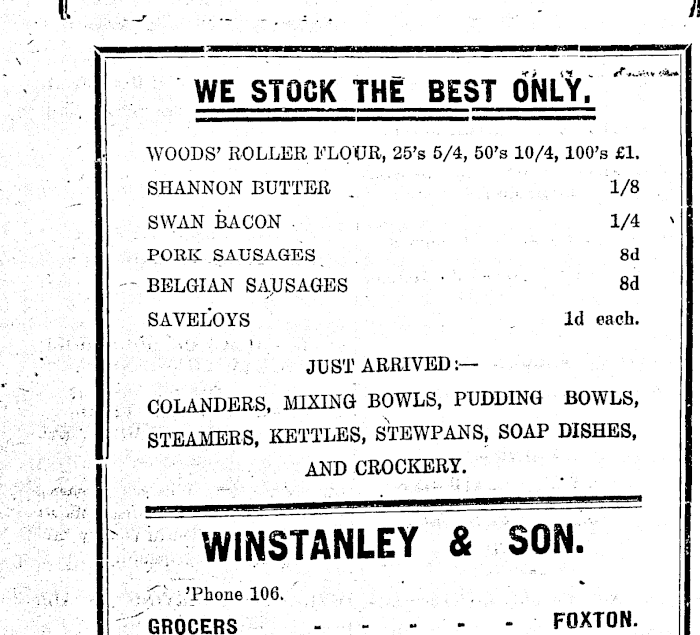 WE STOCK THE BEST ONLY.
WOODS' ROLLER FLOUR, 25's 5/4, 50's 10/4, 100's £1.
SHANNON BUTTER 1/8
SWAN BACON 1/4
PORK SAUSAGES 8d
BELGIAN SAUSAGES 8d
SAVELOYS 1d each.
JUST ARRIVED:—
COLANDERS, MIXING BOWLS, PUDDING BOWLS,
STEAMERS, KETTLES, STEWPANS, SOAP DISHES,
AND CROCKERY.
WINSTANLEY & SON.
'Phone 106.
GROCERS - - - - - FOXTON.